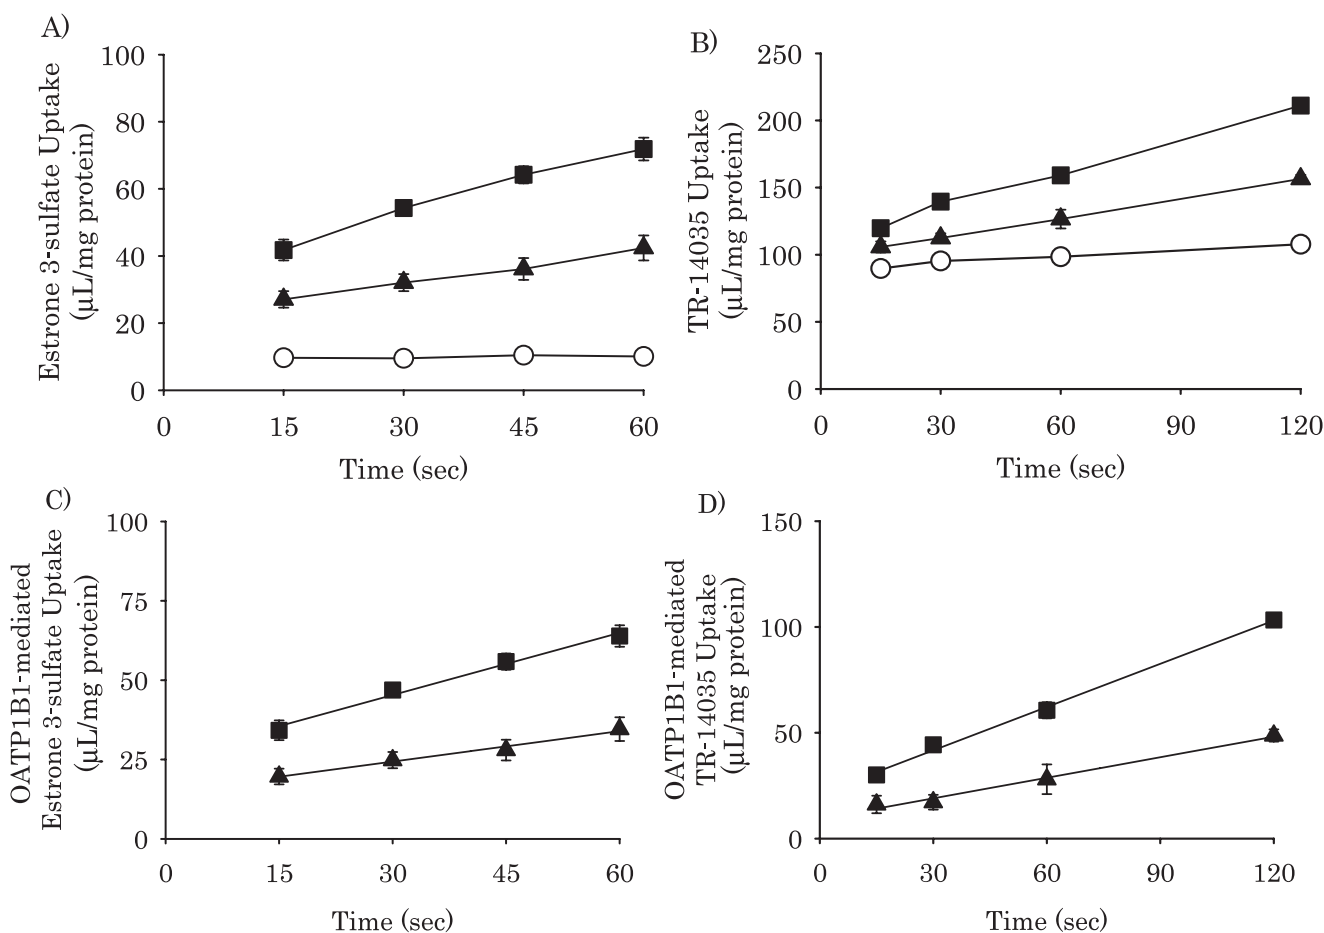 A)
Estrone 3-sulfate Uptake
(µL/mg protein)
100
80
60
40
20
0
0 15 30 45 60
Time (sec)
B)
TR-14035 Uptake
(µL/mg protein)
250
200
150
100
50
0
0 30 60 90 120
Time (sec)
C)
OATP1B1-mediated
Estrone 3-sulfate Uptake
(µL/mg protein)
100
75
50
25
0
0 15 30 45 60
Time (sec)
D)
OATP1B1-mediated
TR-14035 Uptake
(µL/mg protein)
150
100
50
0
0 30 60 90 120
Time (sec)